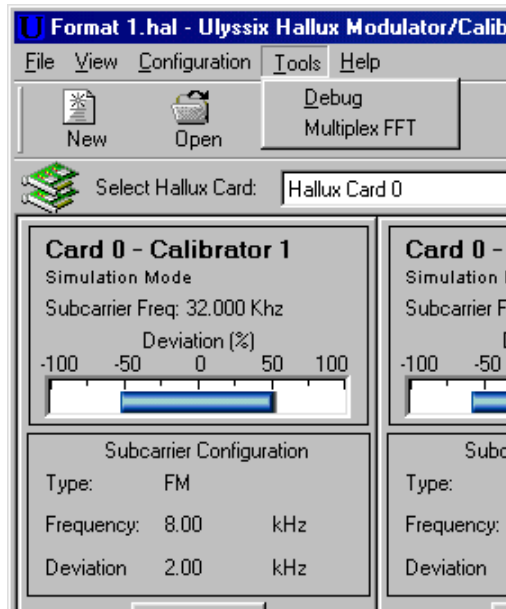 U Format 1.hal - Ulyssix Hallux Modulator/Calib
File View Configuration Tools Help
Debug
Multiplex FFT
New Open
Select Hallux Card: Hallux Card 0
Card 0 - Calibrator 1
Simulation Mode
Subcarrier Freq: 32.000 Khz
Deviation (%)
-100 -50 0 50 100
Subcarrier Configuration
Type: FM
Frequency: 8.00 kHz
Deviation 2.00 kHz
Card 0 -
Simulation
Subcarrier F
-100 -50
Subc
Type:
Frequency:
Deviation